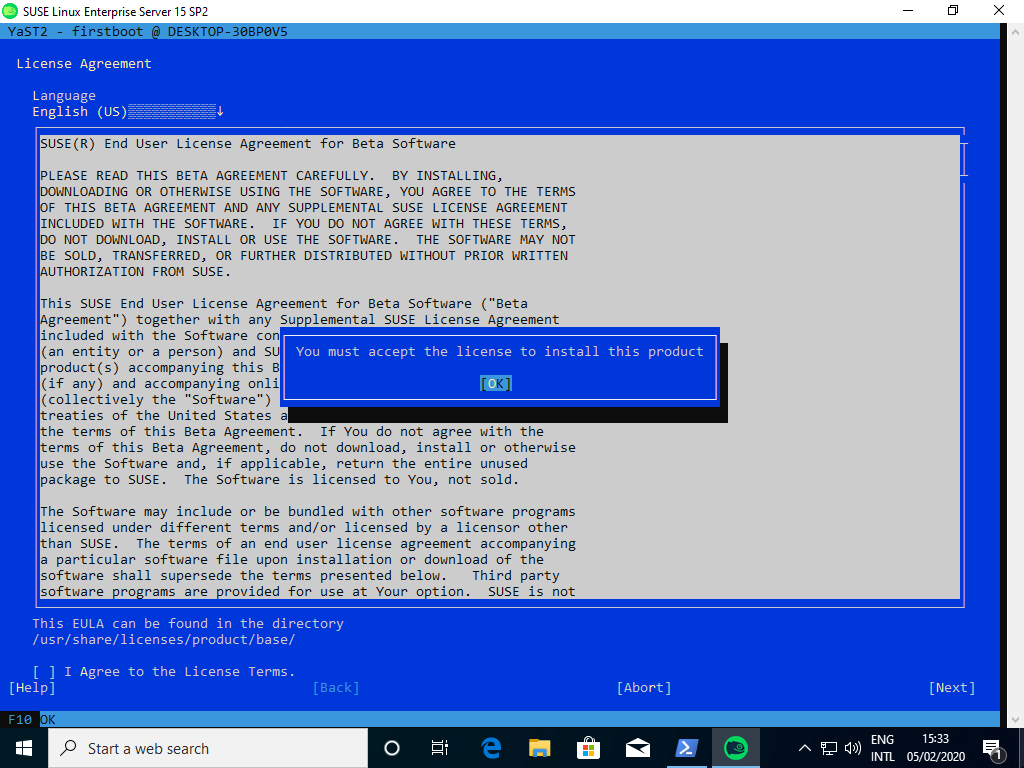 SUSE Linux Enterprise Server 15 SP2
YaST2 - firstboot @ DESKTOP-30BP0V5
License Agreement
Language
English (US)
SUSE(R) End User License Agreement for Beta Software
PLEASE READ THIS BETA AGREEMENT CAREFULLY.  BY INSTALLING,
DOWNLOADING OR OTHERWISE USING THE SOFTWARE, YOU AGREE TO THE TERMS
OF THIS BETA AGREEMENT AND ANY SUPPLEMENTAL SUSE LICENSE AGREEMENT
INCLUDED WITH THE SOFTWARE.  IF YOU DO NOT AGREE WITH THESE TERMS,
DO NOT DOWNLOAD, INSTALL OR USE THE SOFTWARE.  THE SOFTWARE MAY NOT
BE SOLD, TRANSFERRED, OR FURTHER DISTRIBUTED WITHOUT PRIOR WRITTEN
AUTHORIZATION FROM SUSE.
This SUSE End User License Agreement for Beta Software ("Beta
Agreement") together with any Supplemental SUSE License Agreement
included with the Software con
(an entity or a person) and SU
product(s) accompanying this B
(if any) and accompanying onli
(collectively the "Software")
treaties of the United States a
the terms of this Beta Agreement.  If You do not agree with the
terms of this Beta Agreement, do not download, install or otherwise
use the Software and, if applicable, return the entire unused
package to SUSE.  The Software is licensed to You, not sold.
The Software may include or be bundled with other software programs
licensed under different terms and/or licensed by a licensor other
than SUSE.  The terms of an end user license agreement accompanying
a particular software file upon installation or download of the
software shall supersede the terms presented below.   Third party
software programs are provided for use at Your option.  SUSE is not
You must accept the license to install this product
[OK]
This EULA can be found in the directory
/usr/share/licenses/product/base/
[ ] I Agree to the License Terms.
[Help] [Back] [Abort] [Next]
F10 OK
Start a web search
ENG
INTL
15:33
05/02/2020
1